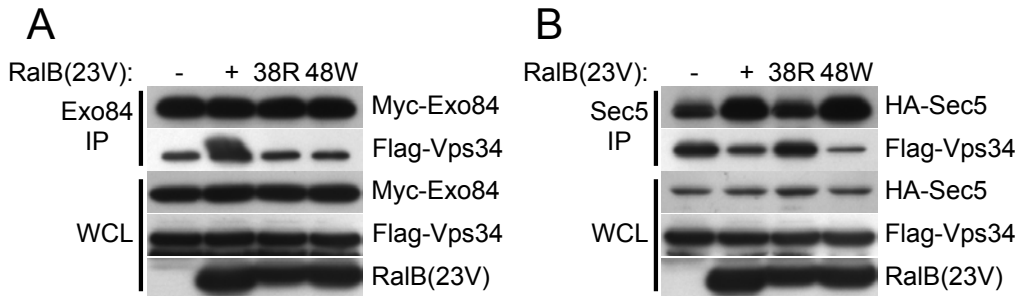 A
RalB(23V): - + 38R 48W
Exo84 IP
Myc-Exo84
Flag-Vps34
WCL
Myc-Exo84
Flag-Vps34
RalB(23V)
B
RalB(23V): - + 38R 48W
Sec5 IP
HA-Sec5
Flag-Vps34
WCL
HA-Sec5
Flag-Vps34
RalB(23V)